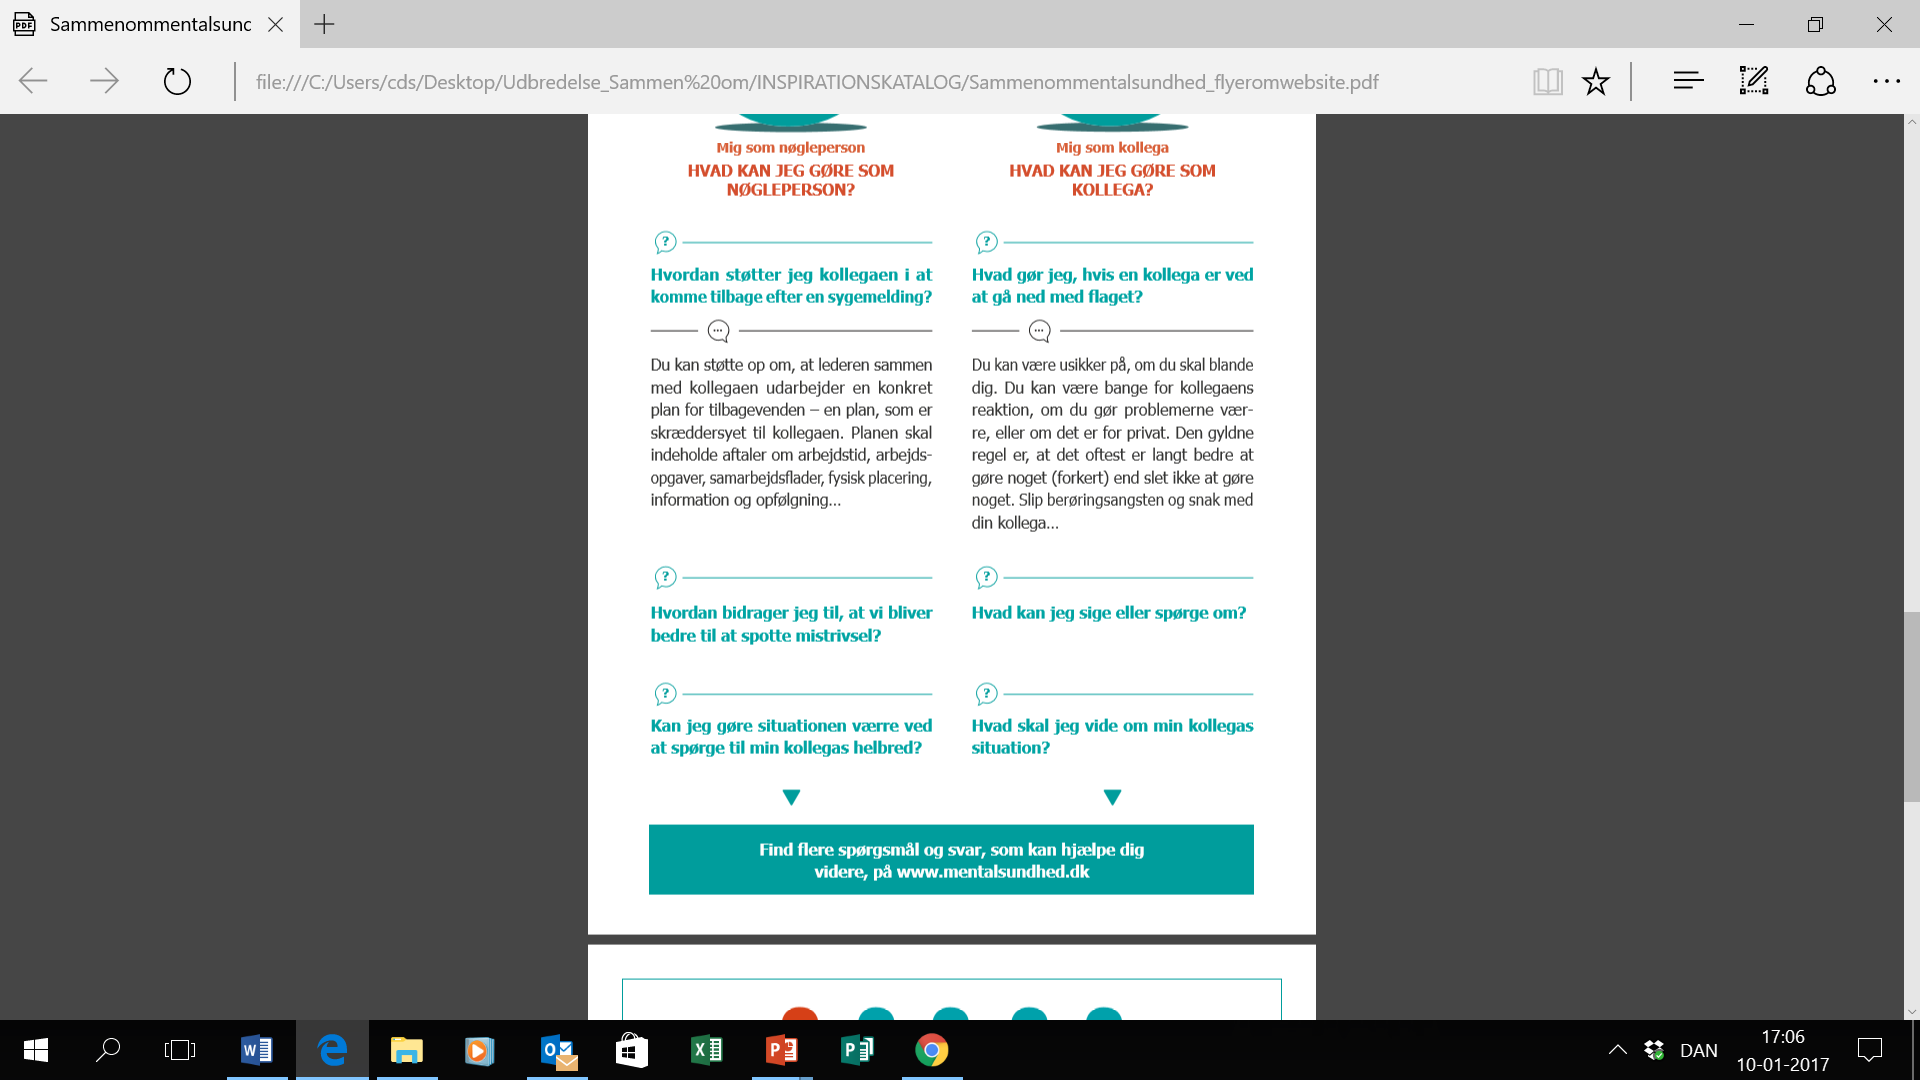 Sammenommentalsund
file:///C:/Users/cds/Desktop/Udbredelse_Sammen%20om/INSPIRATIONSKATALOG/Sammenommentalsundhed_flyeromwebsite.pdf
Mig som nøgleperson
HVAD KAN JEG GØRE SOM
NØGLEPERSON?
Hvordan støtter jeg kollegaen i at
komme tilbage efter en sygemelding?
Du kan støtte op om, at lederen sammen
med kollegaen udarbejder en konkret
plan for tilbagevenden – en plan, som er
skræddersyet til kollegaen. Planen skal
indeholde aftaler om arbejdstid, arbejds-
opgaver, samarbejdsflader, fysisk placering,
information og opfølgning...
Hvordan bidrager jeg til, at vi bliver
bedre til at spotte mistrivsel?
Kan jeg gøre situationen værre ved
at spørge til min kollegas helbred?
Mig som kollega
HVAD KAN JEG GØRE SOM
KOLLEGA?
Hvad gør jeg, hvis en kollega er ved
at gå ned med flaget?
Du kan være usikker på, om du skal blande
dig. Du kan være bange for kollegaens
reaktion, om du gør problemerne vær-
re, eller om det er for privat. Den gyldne
regel er, at det oftest er langt bedre at
gøre noget (forkert) end slet ikke at gøre
noget. Slip berøringsangsten og snak med
din kollega...
Hvad kan jeg sige eller spørge om?
Hvad skal jeg vide om min kollegas
situation?
Find flere spørgsmål og svar, som kan hjælpe dig
videre, på www.mentalsundhed.dk
DAN
17:06
10-01-2017